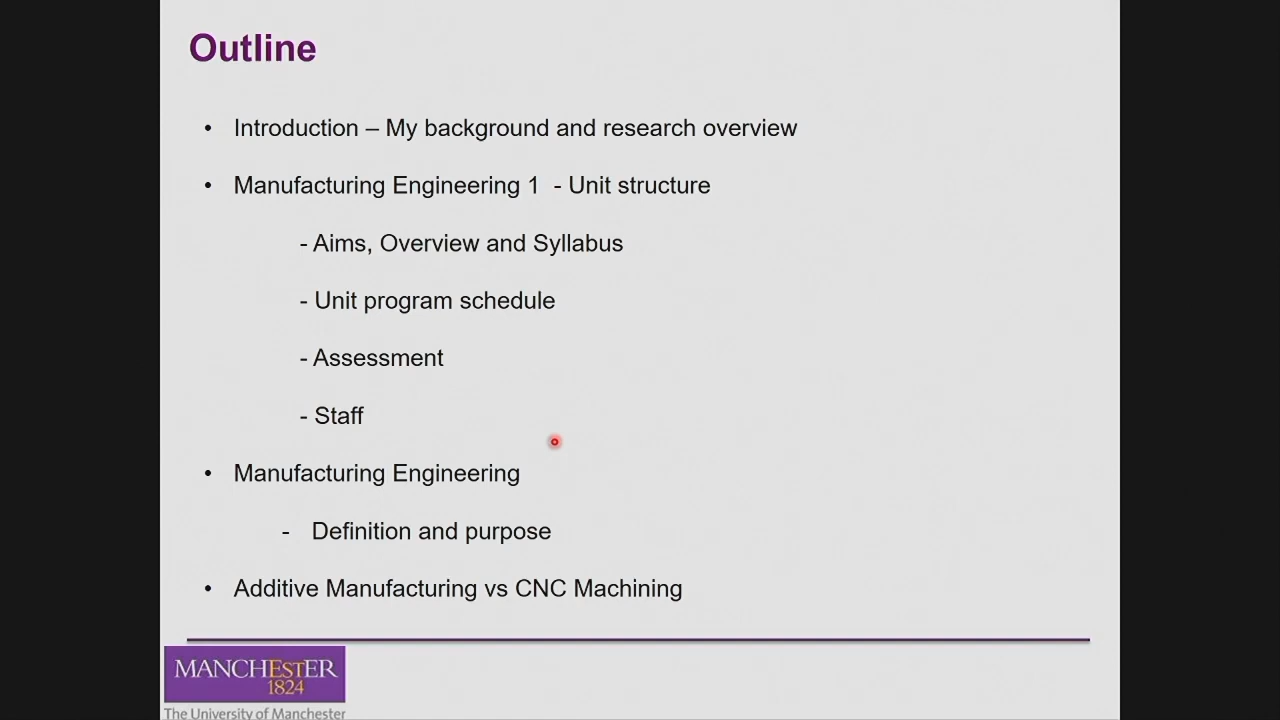 Outline
• Introduction – My background and research overview
• Manufacturing Engineering 1 - Unit structure
- Aims, Overview and Syllabus
- Unit program schedule
- Assessment
- Staff
• Manufacturing Engineering
- Definition and purpose
• Additive Manufacturing vs CNC Machining
MANCHESTER
1824
The University of Manchester